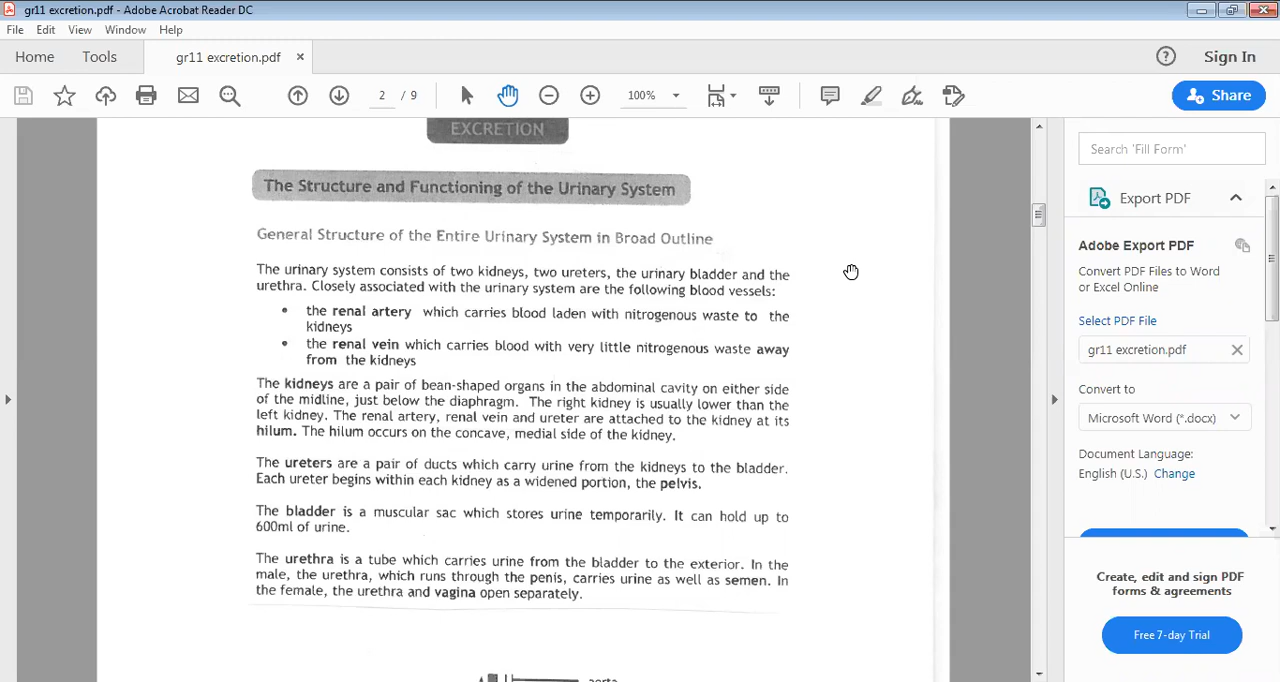 gr11 excretion.pdf - Adobe Acrobat Reader DC
File Edit View Window Help
Home Tools gr11 excretion.pdf × Sign In
2 / 9 100% Share
EXCRETION
The Structure and Functioning of the Urinary System
General Structure of the Entire Urinary System in Broad Outline
The urinary system consists of two kidneys, two ureters, the urinary bladder and the
urethra. Closely associated with the urinary system are the following blood vessels:
• the renal artery which carries blood laden with nitrogenous waste to the
kidneys
• the renal vein which carries blood with very little nitrogenous waste away
from the kidneys
The kidneys are a pair of bean-shaped organs in the abdominal cavity on either side
of the midline, just below the diaphragm. The right kidney is usually lower than the
left kidney. The renal artery, renal vein and ureter are attached to the kidney at its
hilum. The hilum occurs on the concave, medial side of the kidney.
The ureters are a pair of ducts which carry urine from the kidneys to the bladder.
Each ureter begins within each kidney as a widened portion, the pelvis.
The bladder is a muscular sac which stores urine temporarily. It can hold up to
600ml of urine.
The urethra is a tube which carries urine from the bladder to the exterior. In the
male, the urethra, which runs through the penis, carries urine as well as semen. In
the female, the urethra and vagina open separately.
aorta
Search 'Fill Form'
Export PDF
Adobe Export PDF
Convert PDF Files to Word
or Excel Online
Select PDF File
gr11 excretion.pdf
Convert to
Microsoft Word (*.docx)
Document Language:
English (U.S.) Change
Create, edit and sign PDF
forms & agreements
Free 7-day Trial